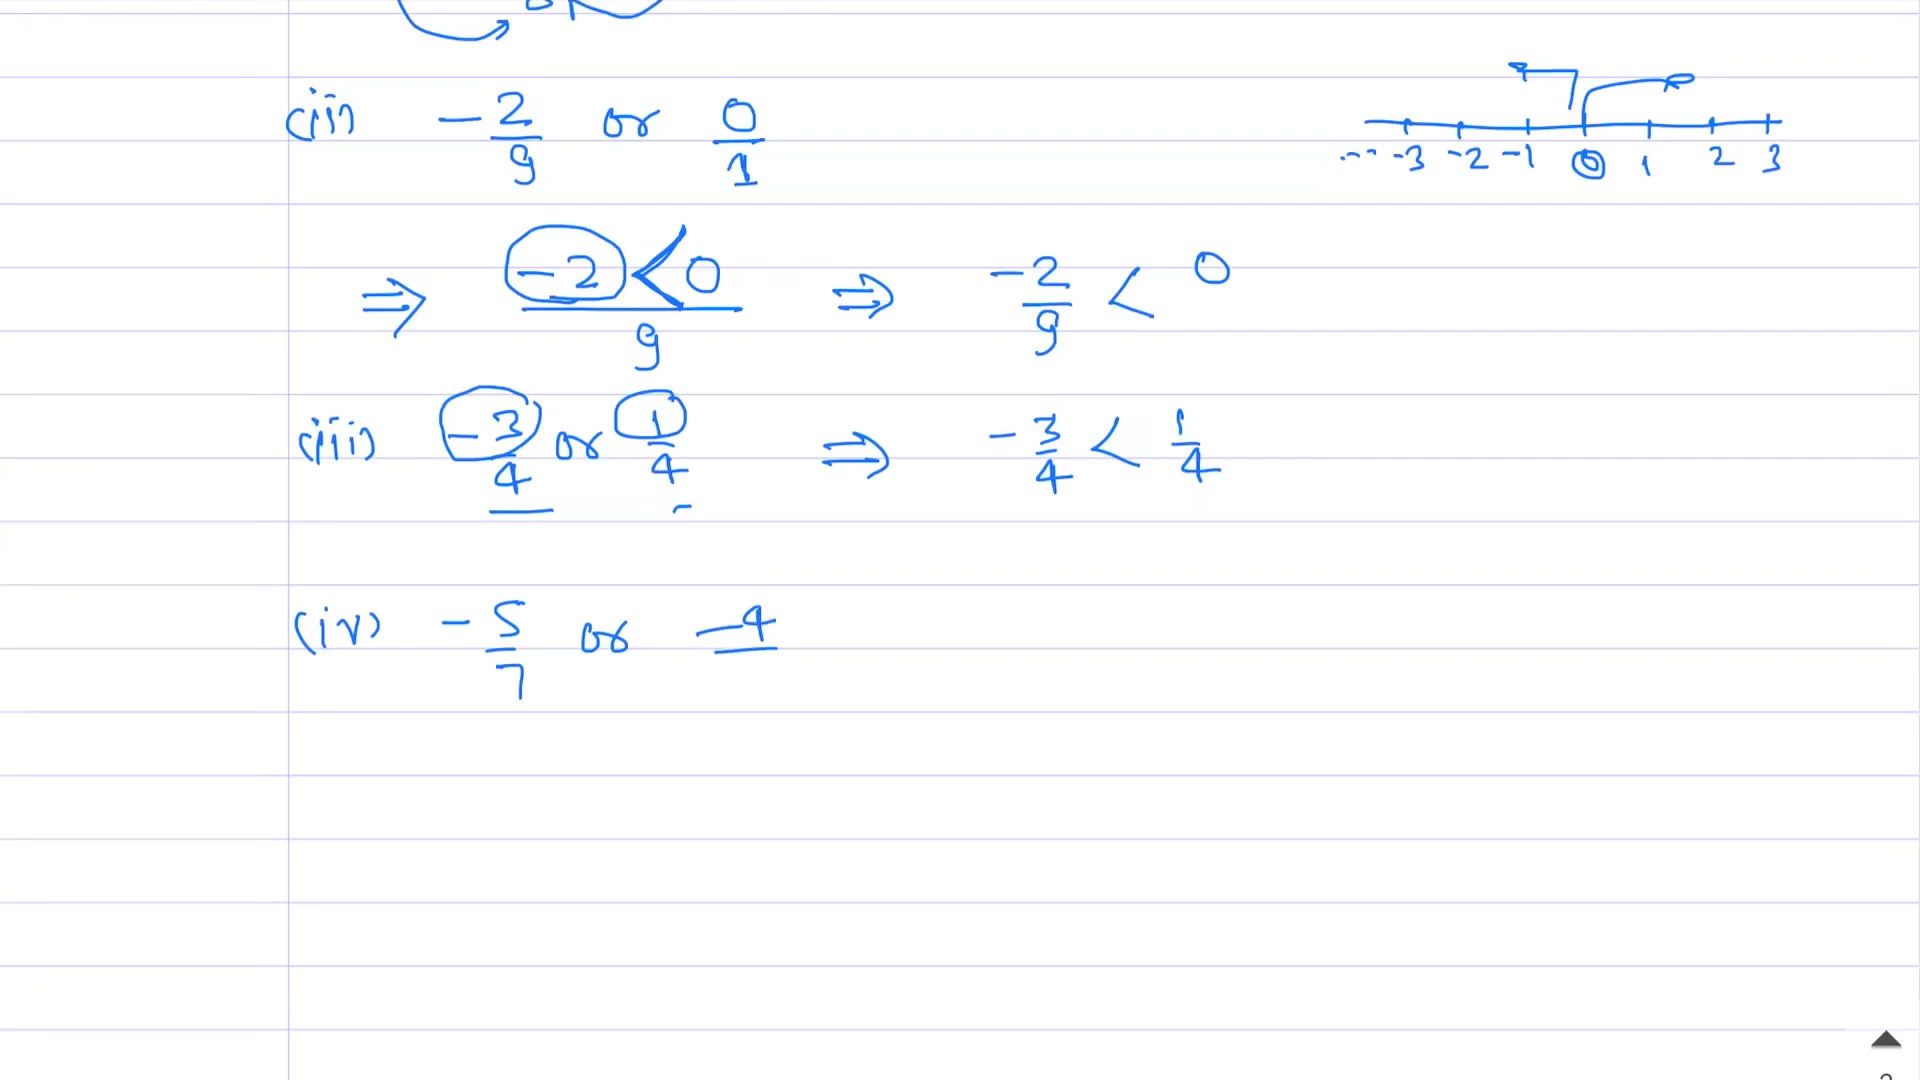 (ii) -2/9 or 0/1
... -3 -2 -1 0 1 2 3
⇒ -2 < 0 / 9 ⇒ -2/9 < 0
(iii) -3/4 or 1/4 ⇒ -3/4 < 1/4
(iv) -5/7 or -4